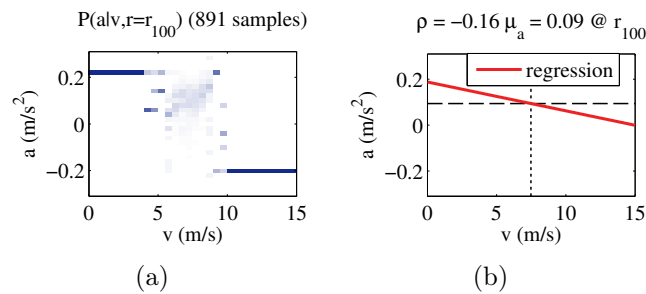 P(a|v,r=r₁₀₀) (891 samples)
0.2
0
−0.2
a (m/s²)
0
5
10
15
v (m/s)
(a)
ρ = −0.16 μₐ = 0.09 @ r₁₀₀
regression
0.2
0
−0.2
a (m/s²)
0
5
10
15
v (m/s)
(b)